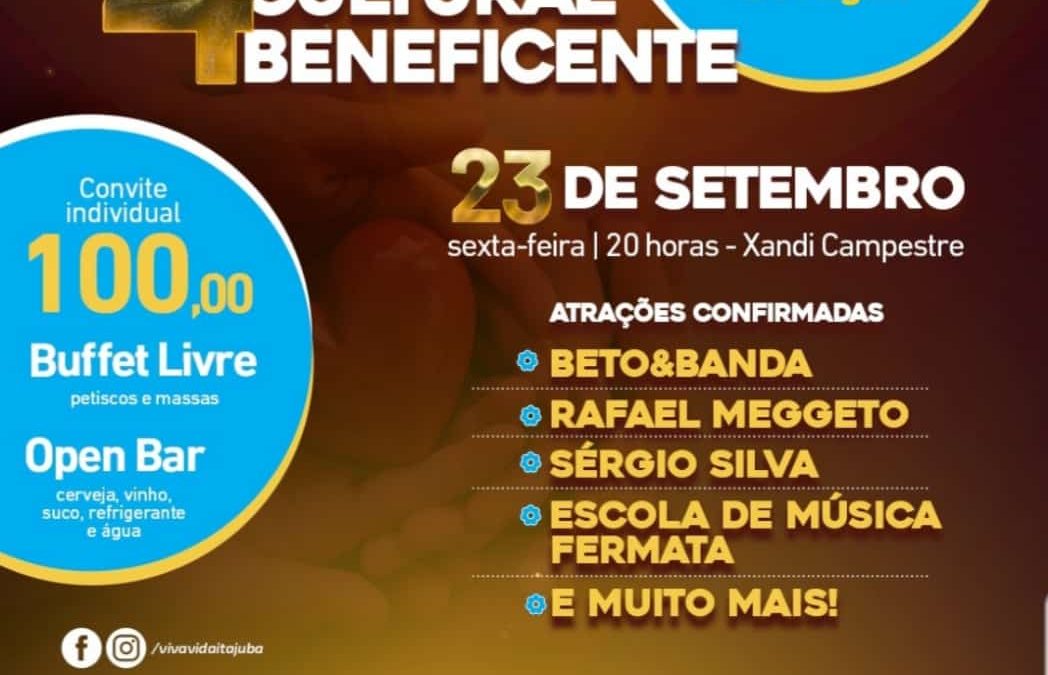 4
CULTURAL
BENEFICENTE
23 DE SETEMBRO
sexta-feira | 20 horas - Xandi Campestre
Convite
individual
100,00
Buffet Livre
petiscos e massas
Open Bar
cerveja, vinho,
suco, refrigerante
e água
ATRAÇÕES CONFIRMADAS
BETO&BANDA
RAFAEL MEGGETO
SÉRGIO SILVA
ESCOLA DE MÚSICA
FERMATA
E MUITO MAIS!
/vivavidaitajuba